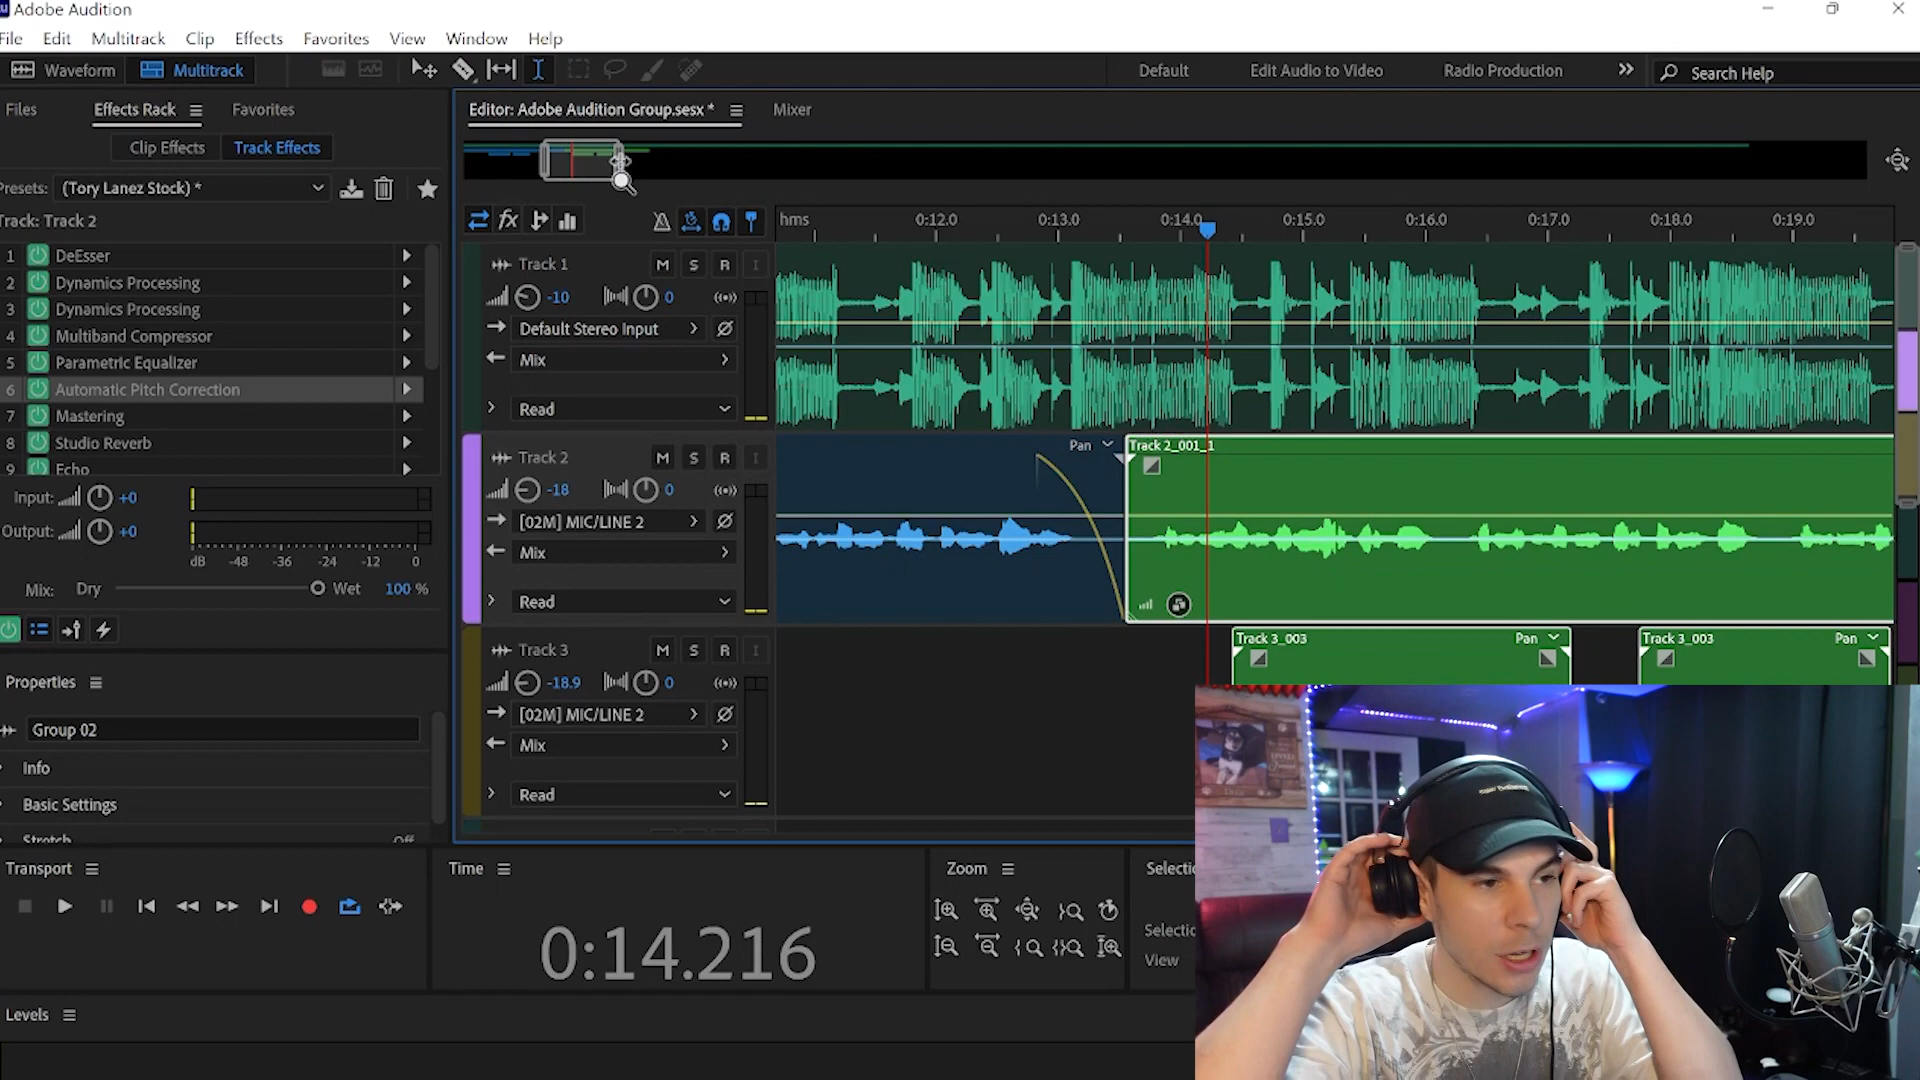 Adobe Audition
File Edit Multitrack Clip Effects Favorites View Window Help
Waveform Multitrack Default Edit Audio to Video Radio Production Search Help
Files Effects Rack Favorites Editor: Adobe Audition Group.sesx * Mixer
Clip Effects Track Effects
Presets: (Tory Lanez Stock) *
Track: Track 2
hms 0:12.0 0:13.0 0:14.0 0:15.0 0:16.0 0:17.0 0:18.0 0:19.0
1 DeEsser
2 Dynamics Processing
3 Dynamics Processing
4 Multiband Compressor
5 Parametric Equalizer
6 Automatic Pitch Correction
7 Mastering
8 Studio Reverb
9 Echo
Input: +0
Output: +0
dB -48 -36 -24 -12 0
Mix: Dry Wet 100 %
Track 1 M S R I
-10 0
Default Stereo Input
Mix
Read
Track 2 M S R I
-18 0
[02M] MIC/LINE 2
Mix
Read
Pan Track 2_001_1
Track 3 M S R I
-18.9 0
[02M] MIC/LINE 2
Mix
Read
Track 3_003 Pan Track 3_003 Pan
Properties
Group 02
Info
Basic Settings
Stretch Off
Transport Time Zoom Selectio
0:14.216
Selectio
View
Levels